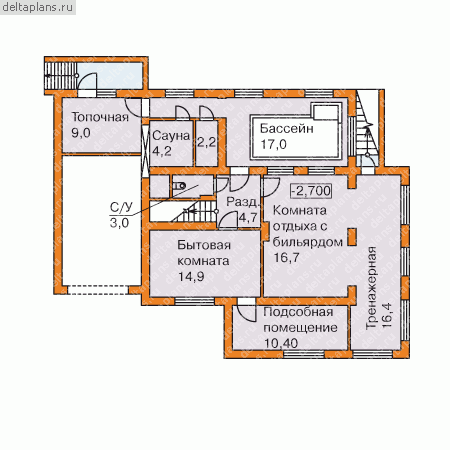 deltaplans.ru
Топочная
9,0
Сауна
4,2
2,2
Бассейн
17,0
С/У
3,0
Разд.
4,7
-2,700
Комната
отдыха с
бильярдом
16,7
Бытовая
комната
14,9
Тренажерная
16,4
Подсобная
помещение
10,40